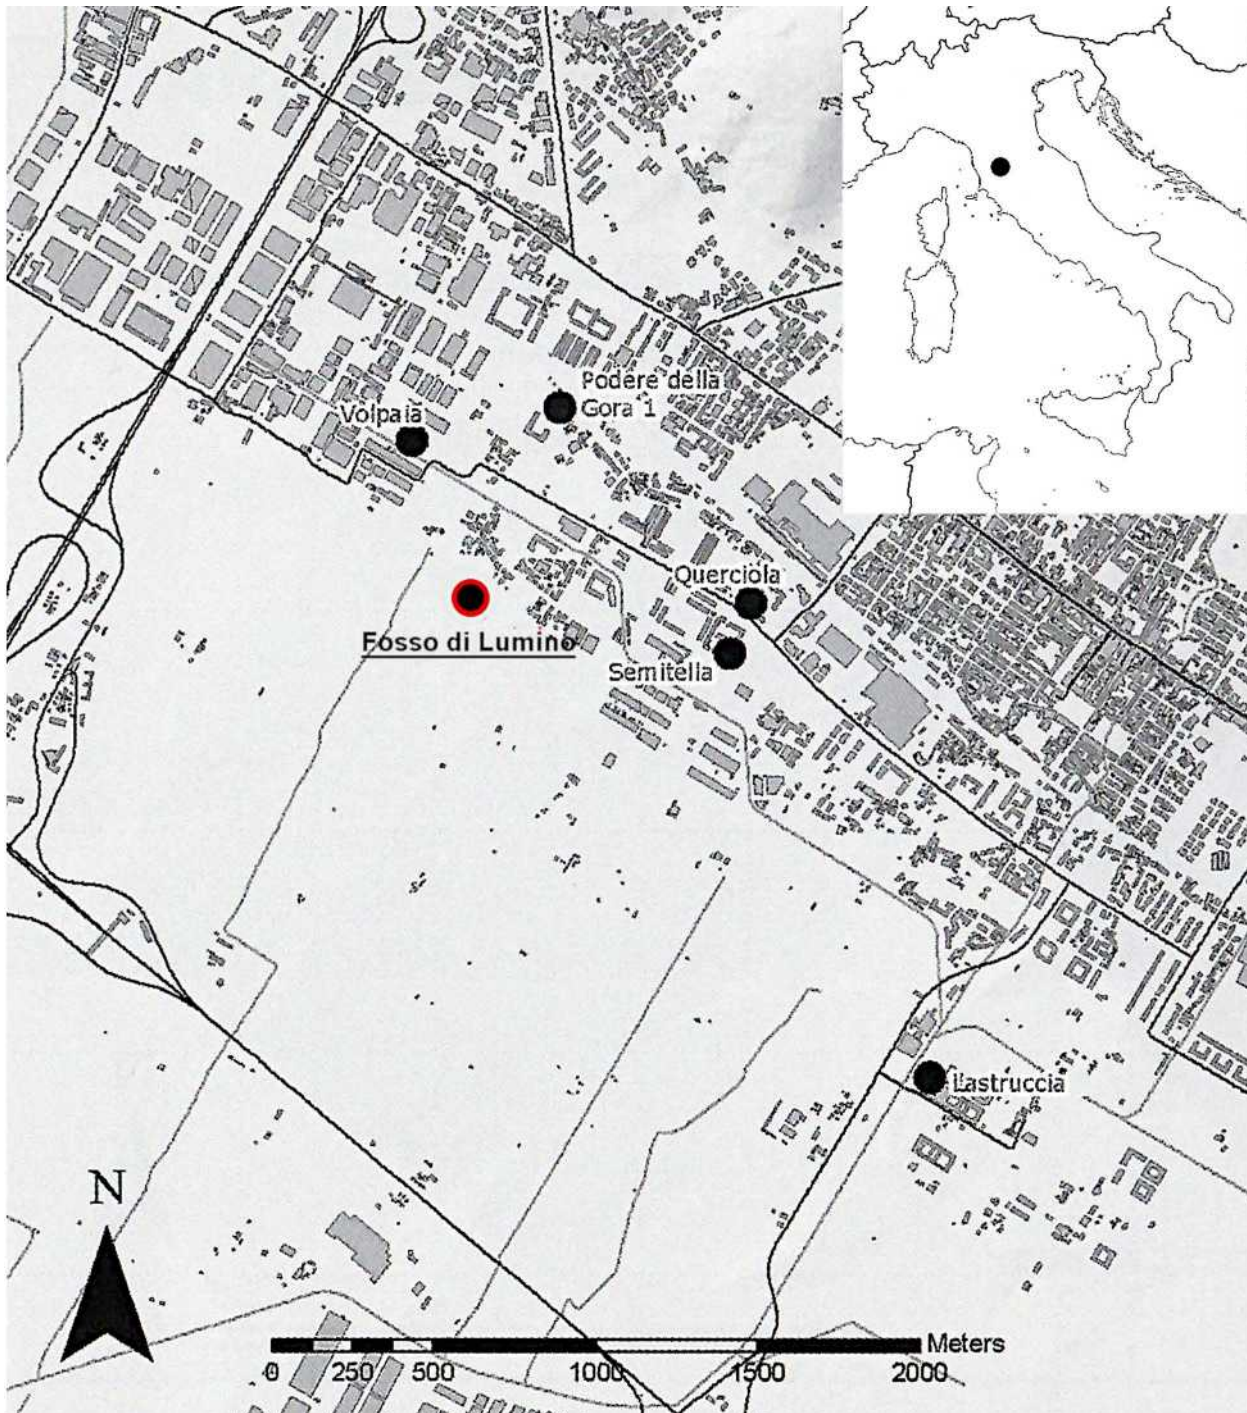 Podere della
Gora 1
Volpaia
Querciola
Fosso di Lumino
Semitella
Lastruccia
N
Meters
0 250 500 1000 1500 2000